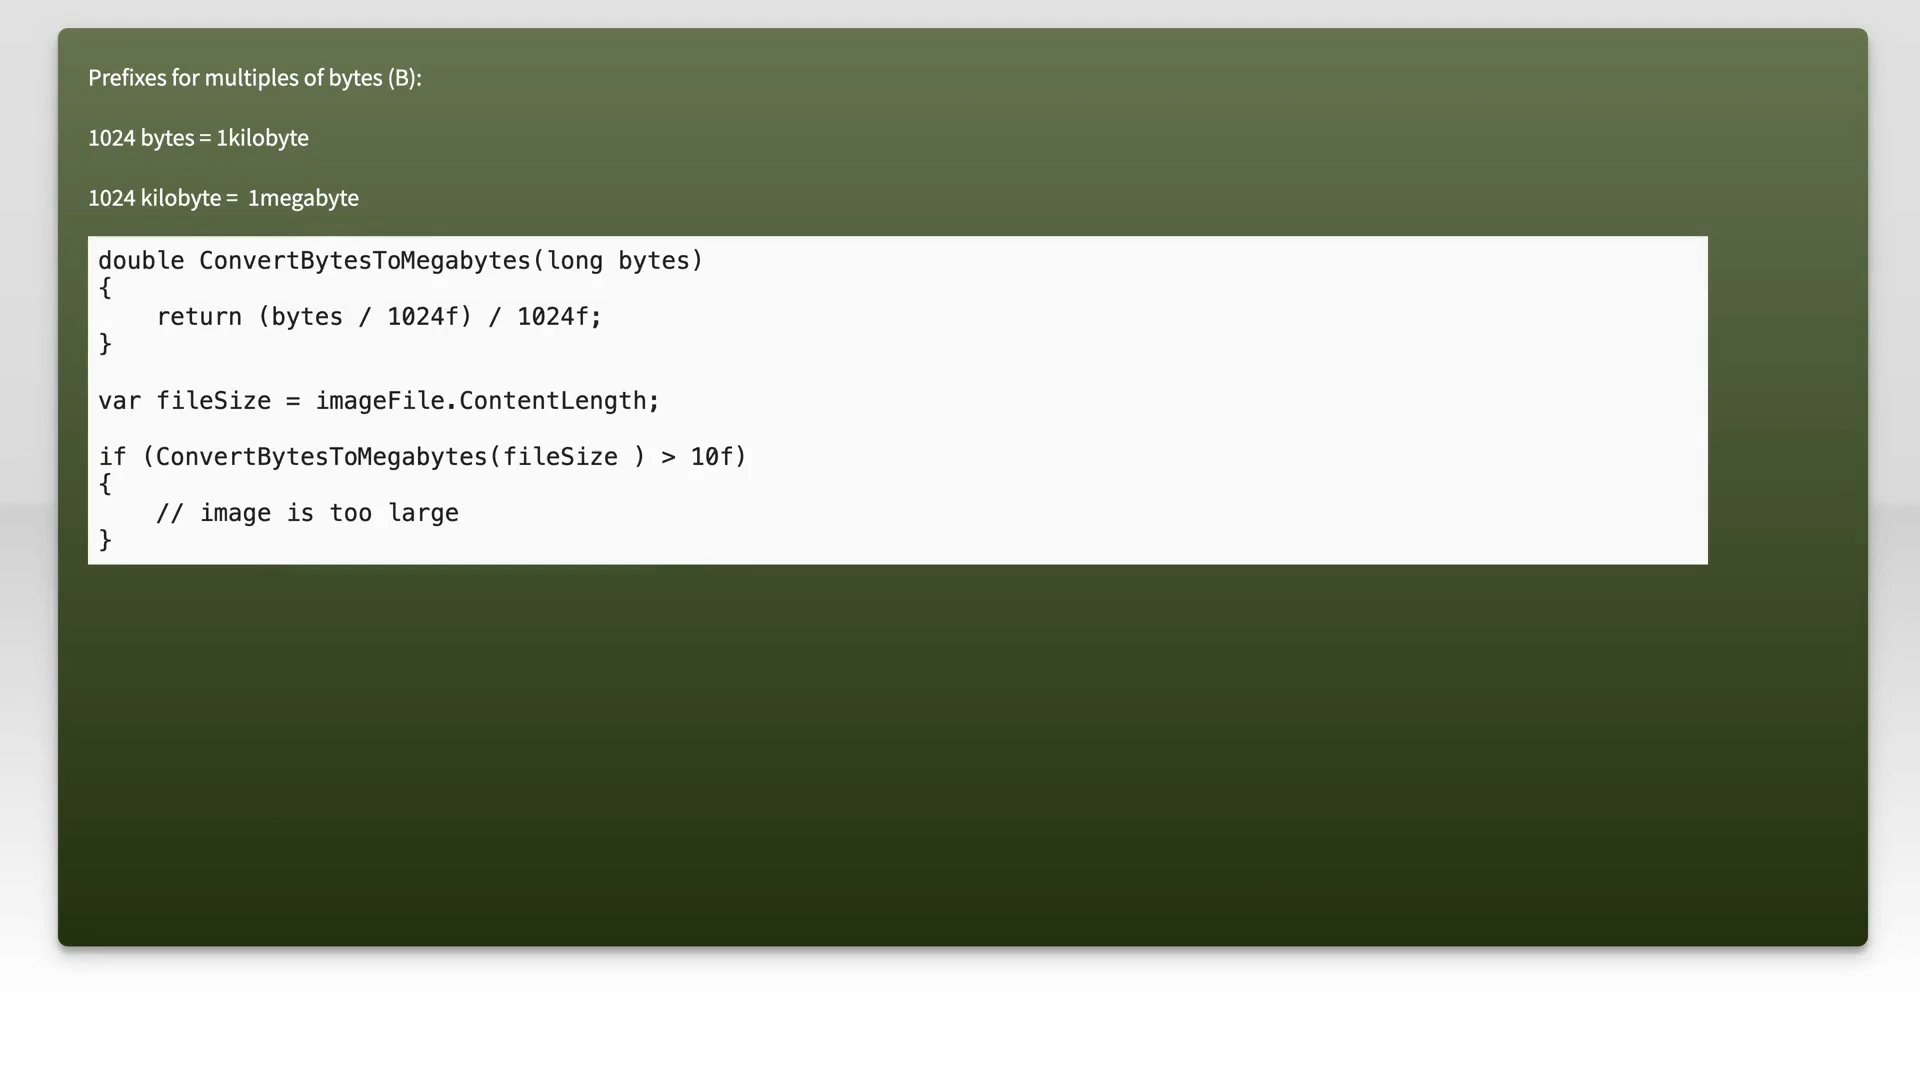 Prefixes for multiples of bytes (B):
1024 bytes = 1kilobyte
1024 kilobyte =  1megabyte
double ConvertBytesToMegabytes(long bytes)
{
    return (bytes / 1024f) / 1024f;
}
var fileSize = imageFile.ContentLength;
if (ConvertBytesToMegabytes(fileSize ) > 10f)
{
    // image is too large
}